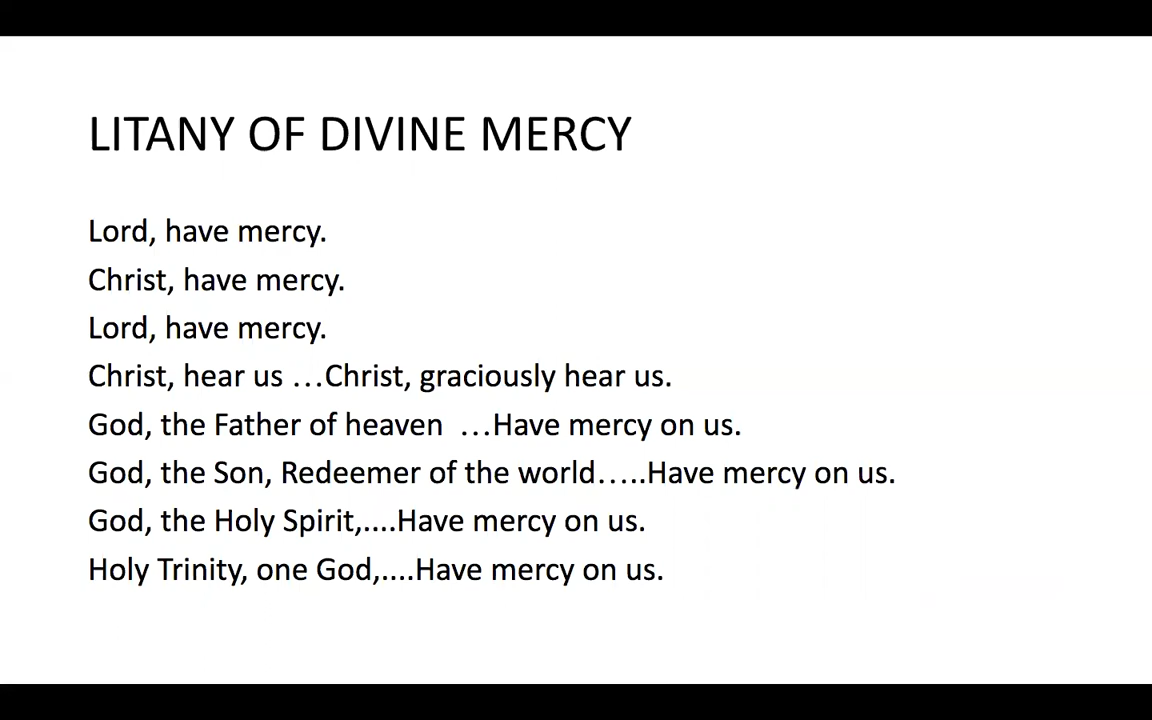 LITANY OF DIVINE MERCY
Lord, have mercy.
Christ, have mercy.
Lord, have mercy.
Christ, hear us …Christ, graciously hear us.
God, the Father of heaven  …Have mercy on us.
God, the Son, Redeemer of the world…..Have mercy on us.
God, the Holy Spirit,....Have mercy on us.
Holy Trinity, one God,....Have mercy on us.